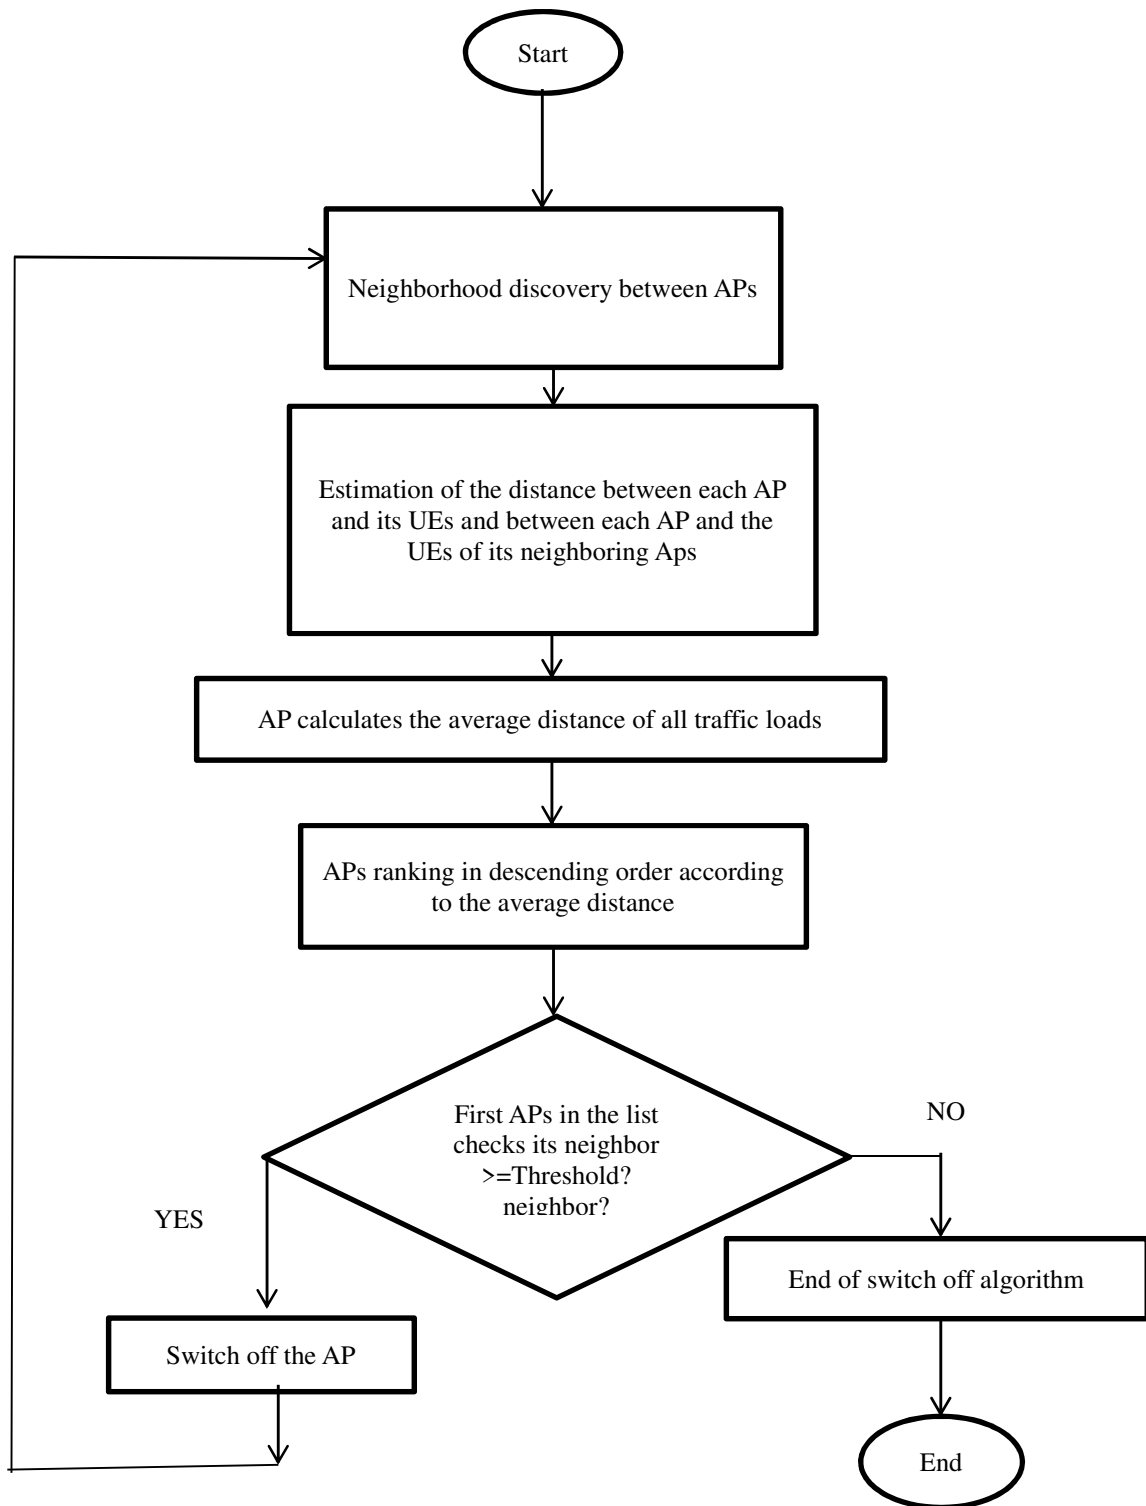 Start
Neighborhood discovery between APs
Estimation of the distance between each AP
and its UEs and between each AP and the
UEs of its neighboring Aps
AP calculates the average distance of all traffic loads
APs ranking in descending order according
to the average distance
First APs in the list
checks its neighbor
>=Threshold?
neighbor?
NO
YES
End of switch off algorithm
Switch off the AP
End